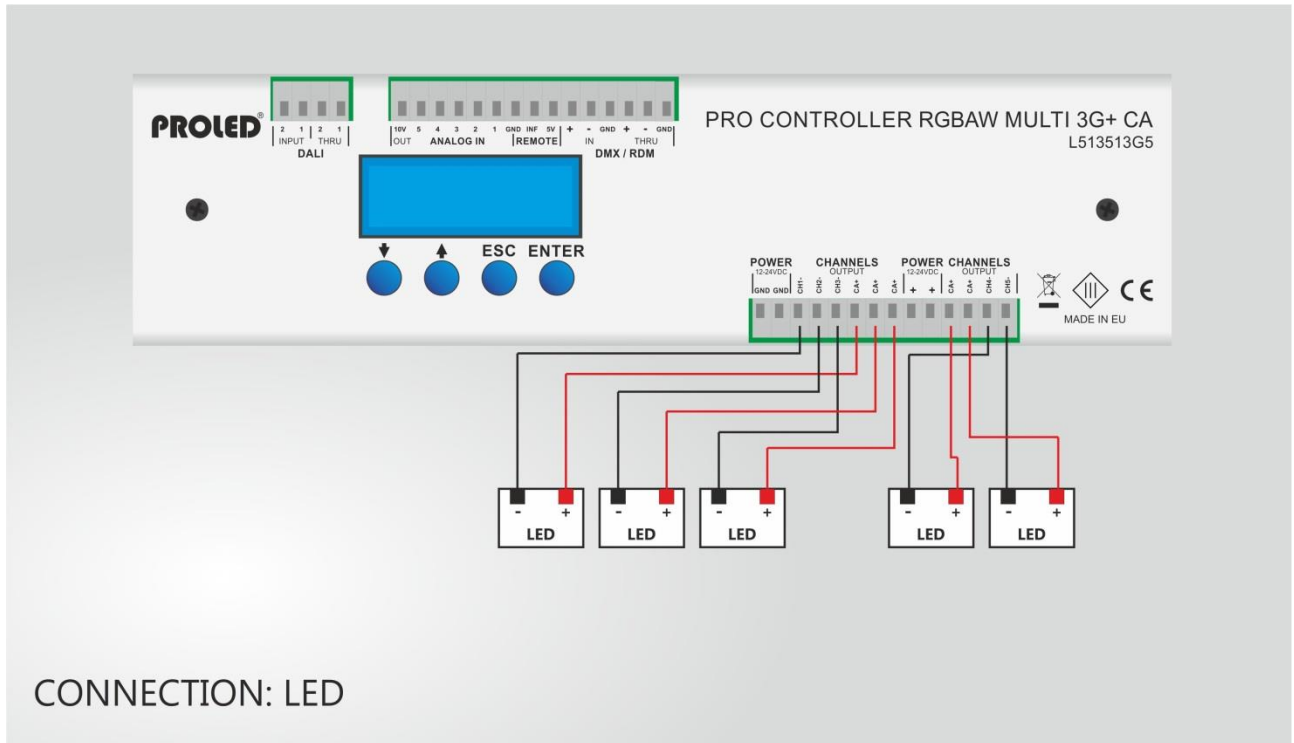 PROLED®
2 1 2 1
INPUT THRU
DALI
10V 5 4 3 2 1 GND INF 5V + - GND + - GND
OUT ANALOG IN REMOTE IN THRU
DMX / RDM
PRO CONTROLLER RGBAW MULTI 3G+ CA
L513513G5
ESC ENTER
POWER CHANNELS POWER CHANNELS
12-24VDC OUTPUT 12-24VDC OUTPUT
GND GND CH1- CH2- CH3- CA+ CA+ CA+ + + CA+ CA+ CH4- CH5-
III CE
MADE IN EU
- + - + - + - + - +
LED LED LED LED LED
CONNECTION: LED